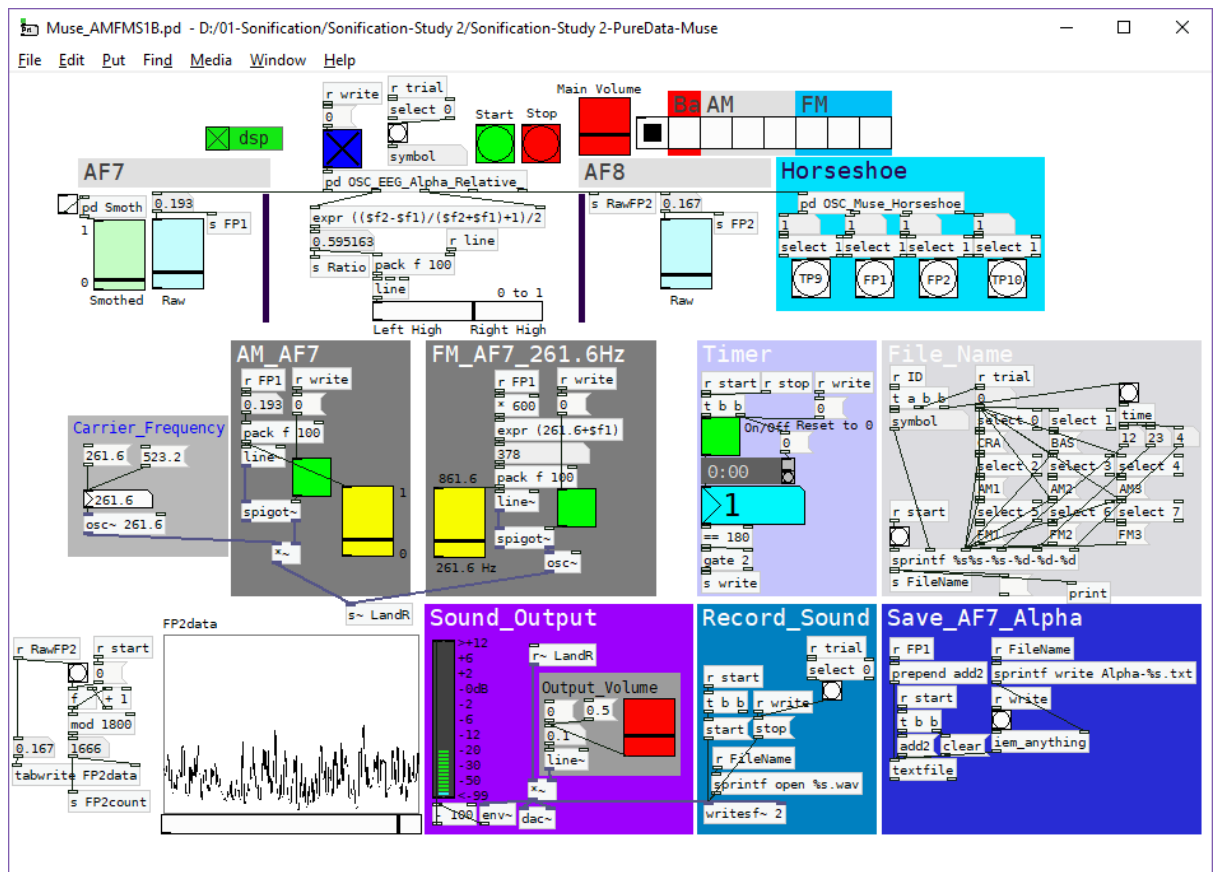 Muse_AMFMS1B.pd - D:/01-Sonification/Sonification-Study 2/Sonification-Study 2-PureData-Muse
File Edit Put Find Media Window Help
r write
r trial
Main Volume
0
select 0
Start Stop
Ba AM FM
dsp
symbol
AF7
pd OSC_EEG_Alpha_Relative
AF8
Horseshoe
pd Smoth
0.193
s RawFP2
0.167
pd OSC_Muse_Horseshoe
1
s FP1
expr (($f2-$f1)/($f2+$f1)+1)/2
s FP2
1 1 1 1
0.595163
r line
select 1 select 1 select 1 select 1
s Ratio
pack f 100
0
line
0 to 1
TP9 FP1 FP2 TP10
Smothed
Raw
Raw
Left High
Right High
AM_AF7
FM_AF7_261.6Hz
Timer
File_Name
r FP1
r write
r FP1
r write
r start
r stop
r write
r ID
r trial
0.193
0
* 600
0
t b b
0
t a b b
0
time
Carrier_Frequency
pack f 100
expr (261.6+$f1)
On/Off
Reset to 0
symbol
select 0
select 1
12 23 4
261.6
523.2
line~
378
0
CRA
BAS
861.6
pack f 100
0:00
select 2
select 3
select 4
261.6
1
line~
1
AM1
AM2
AM3
osc~ 261.6
spigot~
r start
select 5
select 6
select 7
spigot~
== 180
FM1
FM2
FM3
*~
0
261.6 Hz
osc~
gate 2
sprintf %s%s-%s-%d-%d-%d
s write
s FileName
print
s~ LandR
FP2data
Sound_Output
Record_Sound
Save_AF7_Alpha
r RawFP2
r start
>+12
+6
+2
-0dB
-2
-6
-12
-20
-30
-50
<-99
r~ LandR
r trial
r FP1
r FileName
0
select 0
prepend add2
sprintf write Alpha-%s.txt
f
+ 1
Output_Volume
r start
r start
r write
mod 1800
0
0.5
t b b
r write
t b b
0.167
1666
0.1
start
stop
add2
clear
iem_anything
tabwrite FP2data
line~
r FileName
textfile
s FP2count
*~
sprintf open %s.wav
- 100
env~
dac~
writesf~ 2